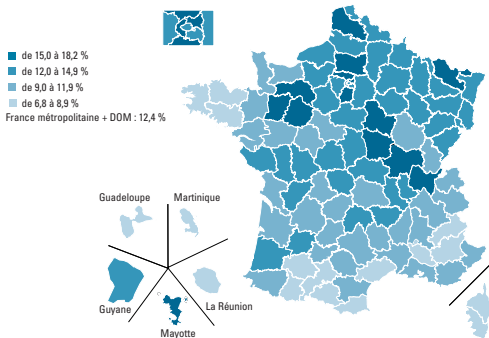 de 15,0 à 18,2 %
de 12,0 à 14,9 %
de 9,0 à 11,9 %
de 6,8 à 8,9 %
France métropolitaine + DOM : 12,4 %
Guadeloupe
Martinique
Guyane
La Réunion
Mayotte